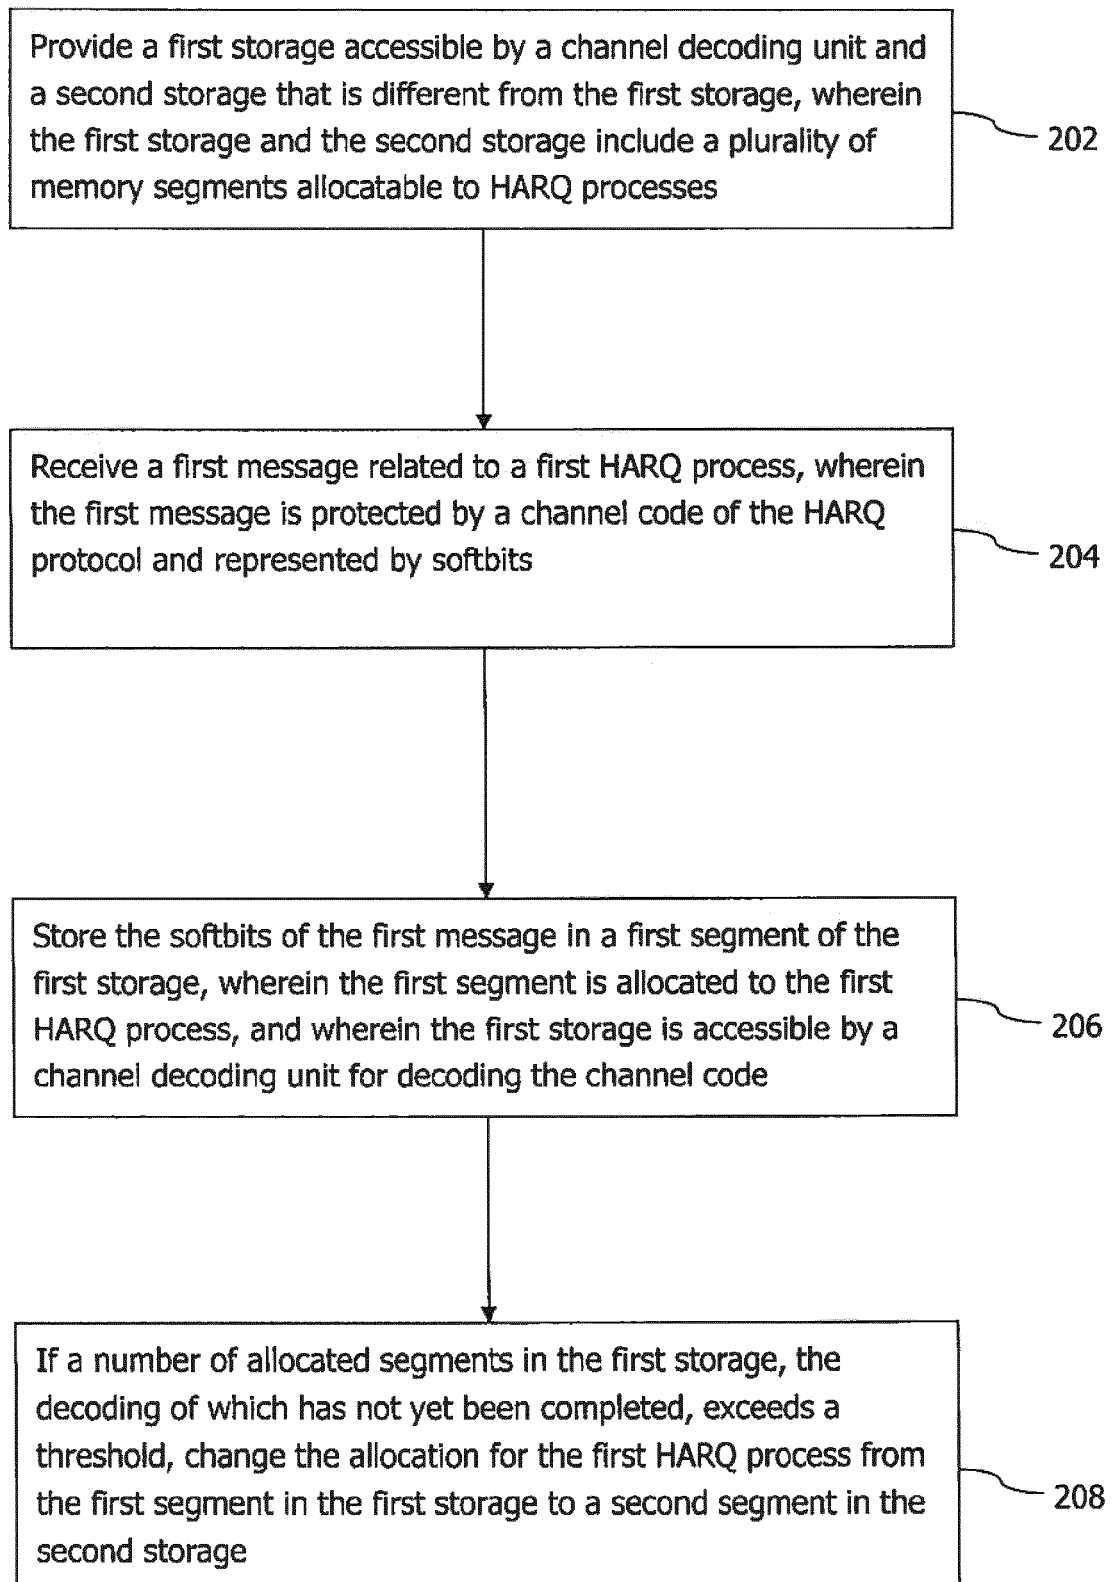 Provide a first storage accessible by a channel decoding unit and
a second storage that is different from the first storage, wherein
the first storage and the second storage include a plurality of
memory segments allocatable to HARQ processes
202
Receive a first message related to a first HARQ process, wherein
the first message is protected by a channel code of the HARQ
protocol and represented by softbits
204
Store the softbits of the first message in a first segment of the
first storage, wherein the first segment is allocated to the first
HARQ process, and wherein the first storage is accessible by a
channel decoding unit for decoding the channel code
206
If a number of allocated segments in the first storage, the
decoding of which has not yet been completed, exceeds a
threshold, change the allocation for the first HARQ process from
the first segment in the first storage to a second segment in the
second storage
208